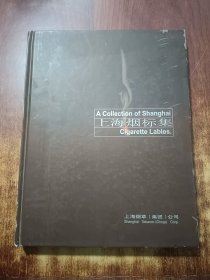 A Collection of Shanghai
上海烟标集
Cigarette Lables.
上海烟草（集团）公司
Shanghai Tobacco (Group) Corp.